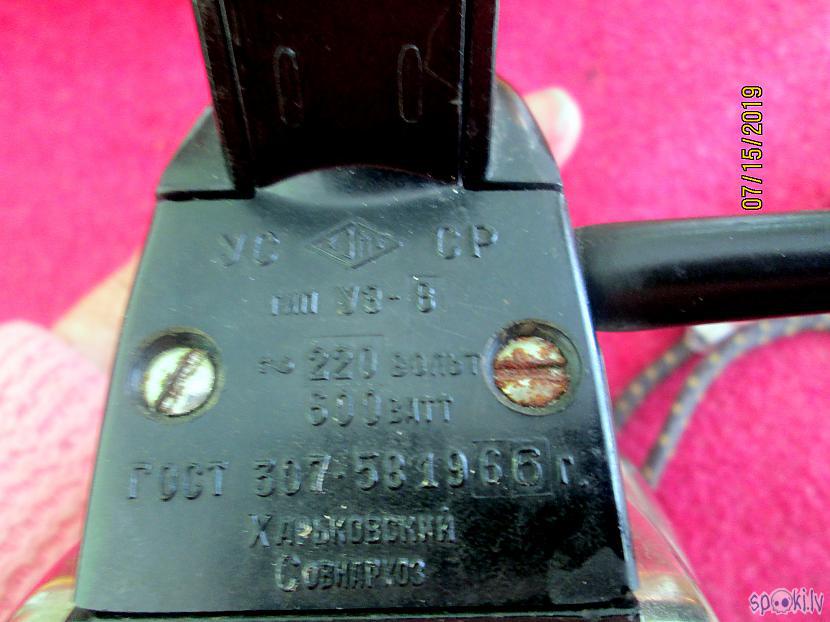 УС СР
ТИП УЭ-В
~ 220 ВОЛЬТ
600 ВАТТ
ГОСТ 307-58 1966 г.
ХАРЬКОВСКИЙ
СОВНАРХОЗ
07/15/2019
spoki.lv